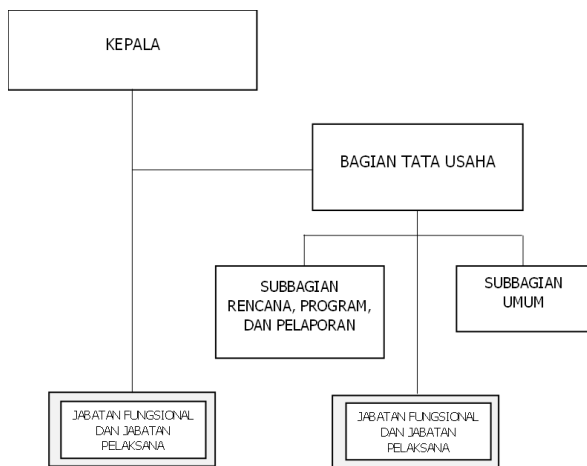 KEPALA
BAGIAN TATA USAHA
SUBBAGIAN
RENCANA, PROGRAM,
DAN PELAPORAN
SUBBAGIAN
UMUM
JABATAN FUNGSIONAL
DAN JABATAN
PELAKSANA
JABATAN FUNGSIONAL
DAN JABATAN
PELAKSANA